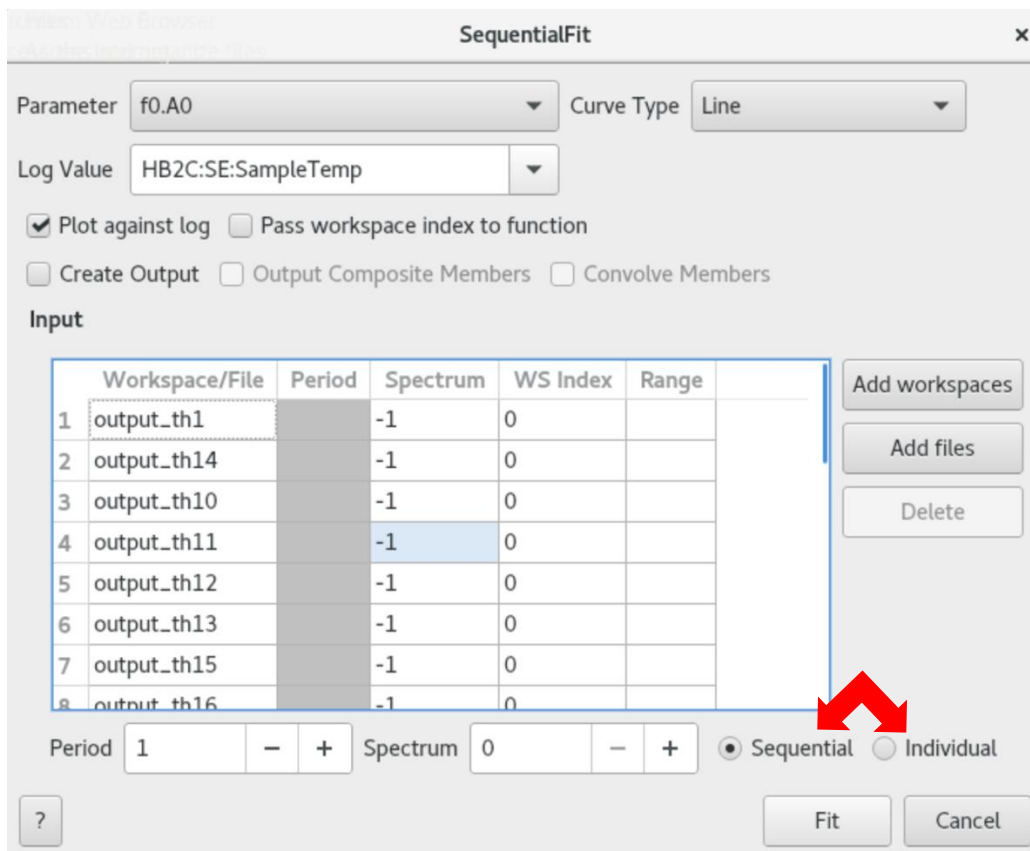 SequentialFit ×
Parameter f0.A0 Curve Type Line
Log Value HB2C:SE:SampleTemp
Plot against log Pass workspace index to function
Create Output Output Composite Members Convolve Members
Input
Workspace/File Period Spectrum WS Index Range
1 output_th1 -1 0
2 output_th14 -1 0
3 output_th10 -1 0
4 output_th11 -1 0
5 output_th12 -1 0
6 output_th13 -1 0
7 output_th15 -1 0
8 output_th16 -1 0
Add workspaces
Add files
Delete
Period 1 − + Spectrum 0 − + Sequential Individual
? Fit Cancel